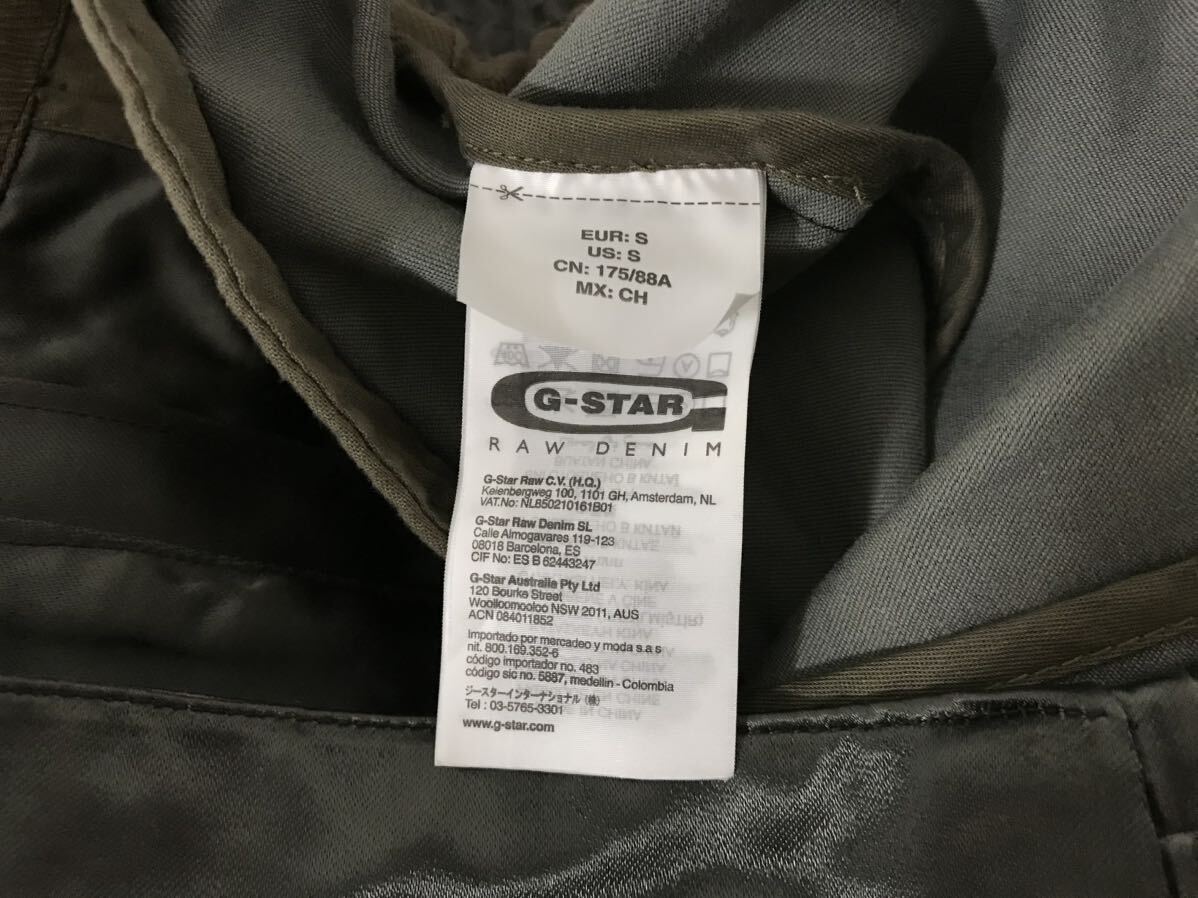 EUR: S
US: S
CN: 175/88A
MX: CH
G-STAR
RAW DENIM
G-Star Raw C.V. (H.Q.)
Keienbergweg 100, 1101 GH, Amsterdam, NL
VAT.No: NL850210161B01
G-Star Raw Denim SL
Calle Almogavares 119-123
08018 Barcelona, ES
CIF No: ES B 62443247
G-Star Australia Pty Ltd
120 Bourke Street
Woolloomooloo NSW 2011, AUS
ACN 084011852
Importado por mercadeo y moda s.a.s
nit. 800.169.352-6
código importador no. 483
código sic no. 5887, medellin - Colombia
ジースターインターナショナル (株)
Tel : 03-5765-3301
www.g-star.com